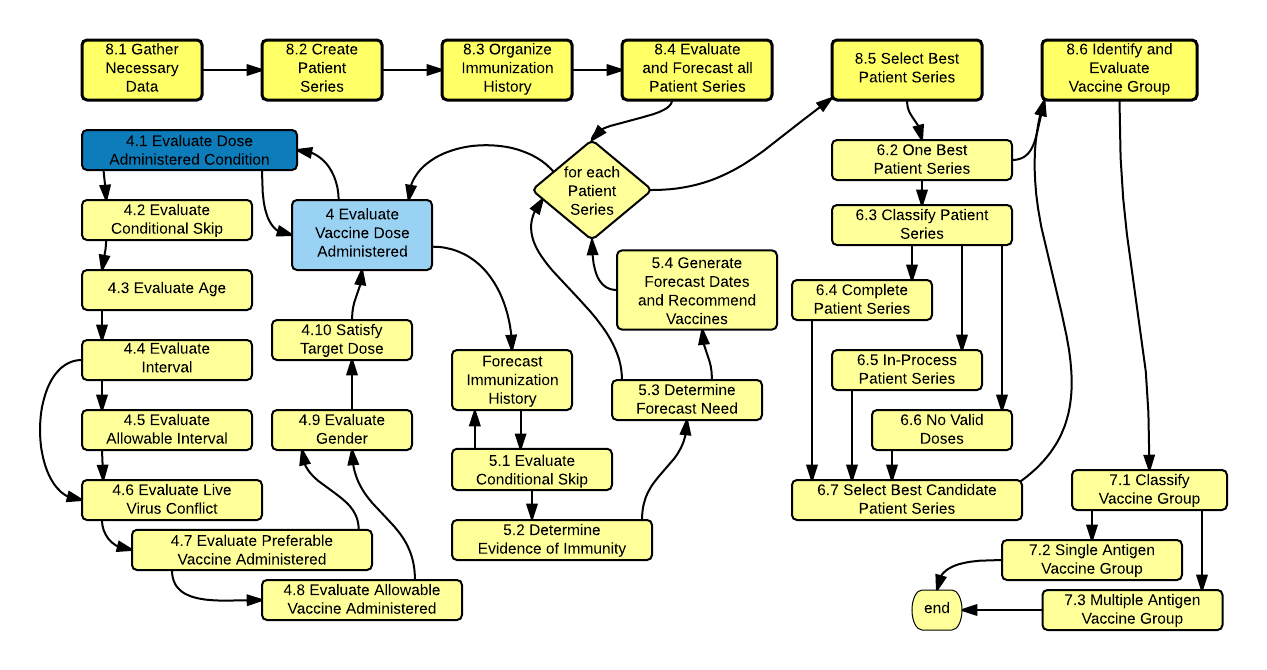 8.1 Gather
Necessary
Data
8.2 Create
Patient
Series
8.3 Organize
Immunization
History
8.4 Evaluate
and Forecast all
Patient Series
8.5 Select Best
Patient Series
8.6 Identify and
Evaluate
Vaccine Group
4.1 Evaluate Dose
Administered Condition
4.2 Evaluate
Conditional Skip
4.3 Evaluate Age
4.4 Evaluate
Interval
4.5 Evaluate
Allowable Interval
4.6 Evaluate Live
Virus Conflict
4.7 Evaluate Preferable
Vaccine Administered
4.8 Evaluate Allowable
Vaccine Administered
4 Evaluate
Vaccine Dose
Administered
4.10 Satisfy
Target Dose
4.9 Evaluate
Gender
for each
Patient
Series
Forecast
Immunization
History
5.1 Evaluate
Conditional Skip
5.2 Determine
Evidence of Immunity
5.3 Determine
Forecast Need
5.4 Generate
Forecast Dates
and Recommend
Vaccines
6.2 One Best
Patient Series
6.3 Classify Patient
Series
6.4 Complete
Patient Series
6.5 In-Process
Patient Series
6.6 No Valid
Doses
6.7 Select Best Candidate
Patient Series
7.1 Classify
Vaccine Group
7.2 Single Antigen
Vaccine Group
7.3 Multiple Antigen
Vaccine Group
end